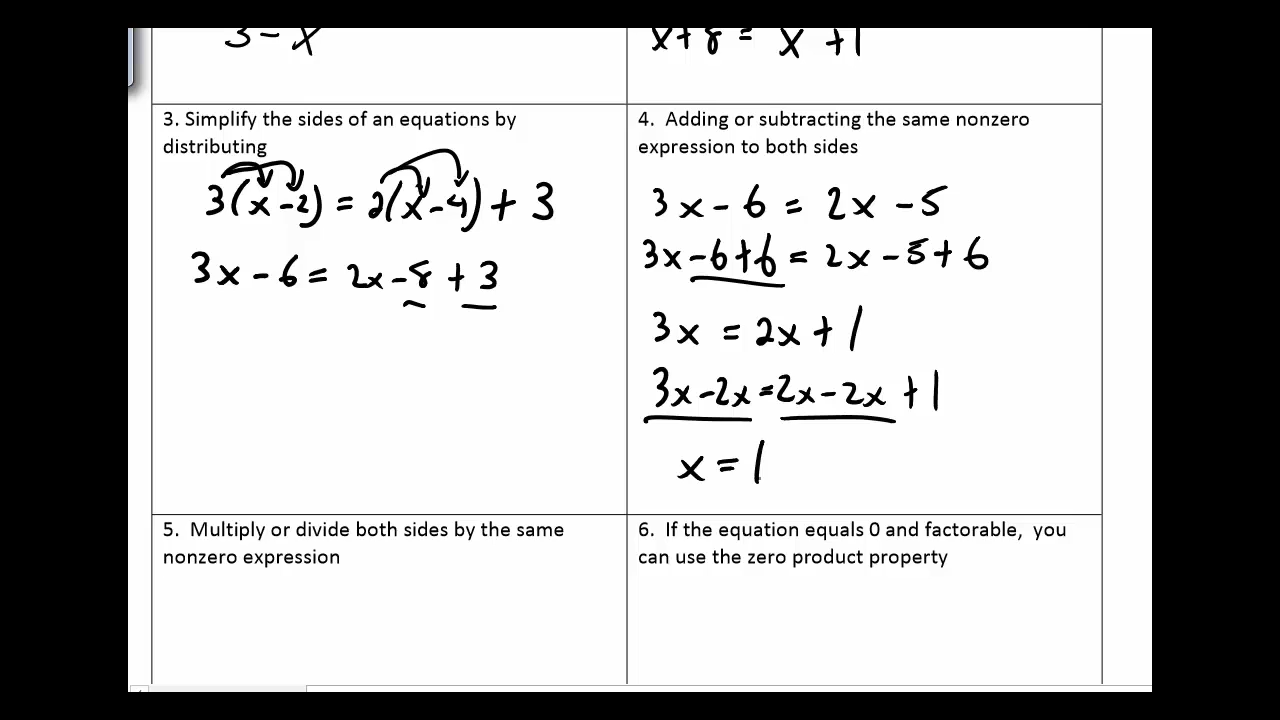 3 - x
x + 8 = x + 1
3. Simplify the sides of an equations by
distributing
3(x - 2) = 2(x - 4) + 3
3x - 6 = 2x - 8 + 3
4. Adding or subtracting the same nonzero
expression to both sides
3x - 6 = 2x - 5
3x - 6 + 6 = 2x - 5 + 6
3x = 2x + 1
3x - 2x = 2x - 2x + 1
x = 1
5. Multiply or divide both sides by the same
nonzero expression
6. If the equation equals 0 and factorable, you
can use the zero product property